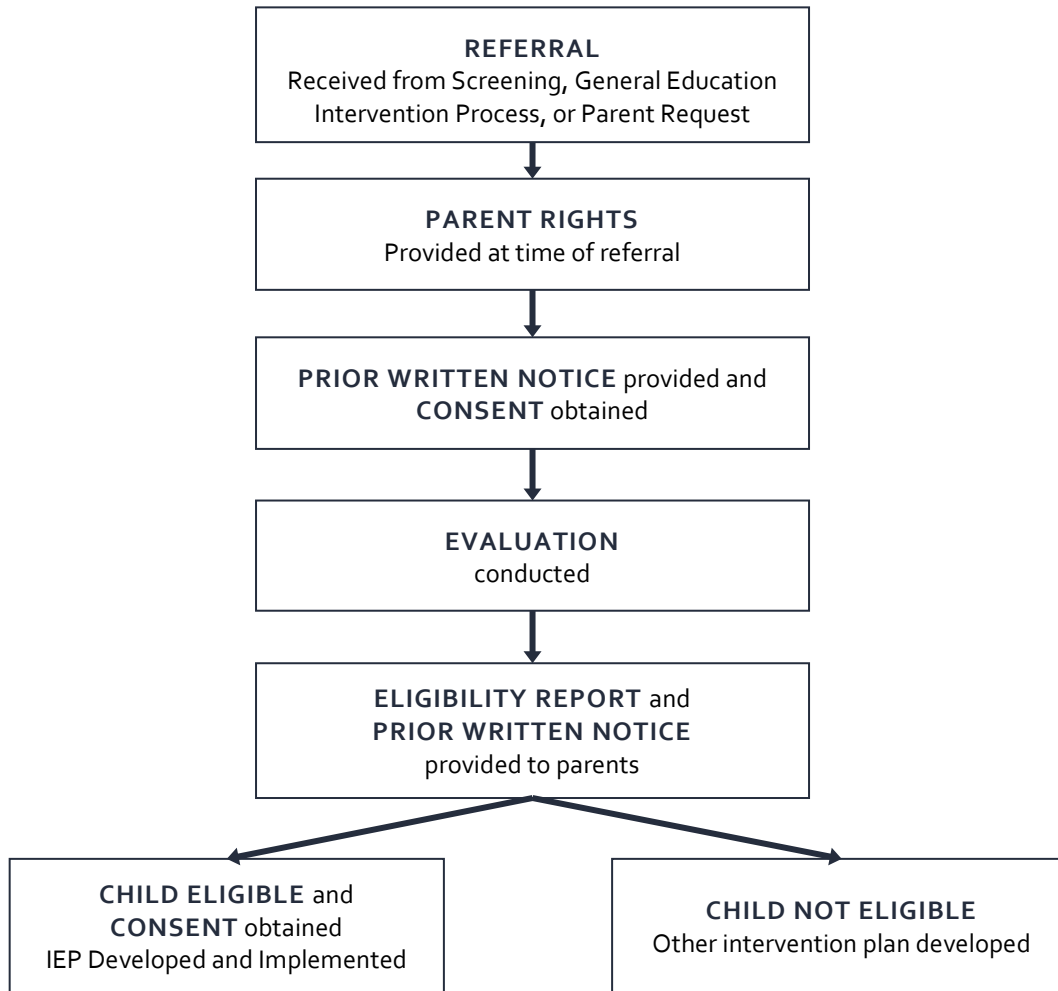 REFERRAL
Received from Screening, General Education
Intervention Process, or Parent Request
PARENT RIGHTS
Provided at time of referral
PRIOR WRITTEN NOTICE provided and
CONSENT obtained
EVALUATION
conducted
ELIGIBILITY REPORT and
PRIOR WRITTEN NOTICE
provided to parents
CHILD ELIGIBLE and
CONSENT obtained
IEP Developed and Implemented
CHILD NOT ELIGIBLE
Other intervention plan developed